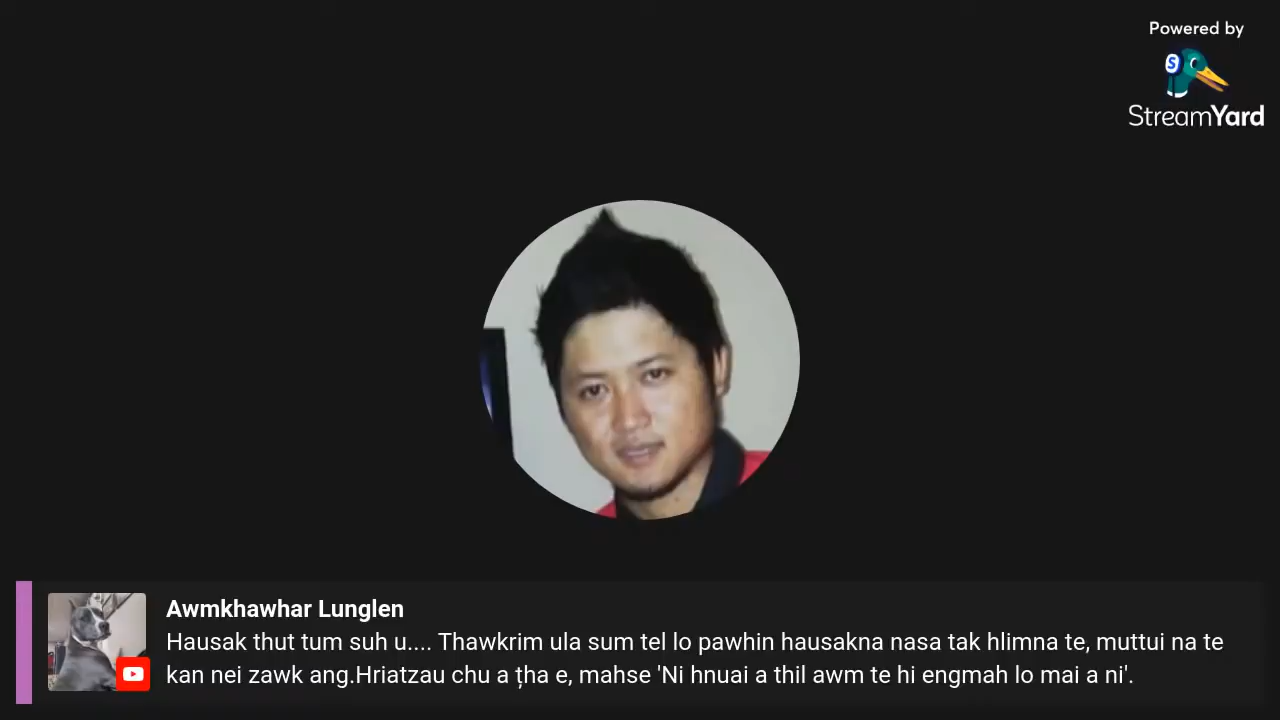 Powered by
S
StreamYard
Awmkhawhar Lunglen
Hausak thut tum suh u.... Thawkrim ula sum tel lo pawhin hausakna nasa tak hlimna te, muttui na te
kan nei zawk ang.Hriatzau chu a ṭha e, mahse 'Ni hnuai a thil awm te hi engmah lo mai a ni'.